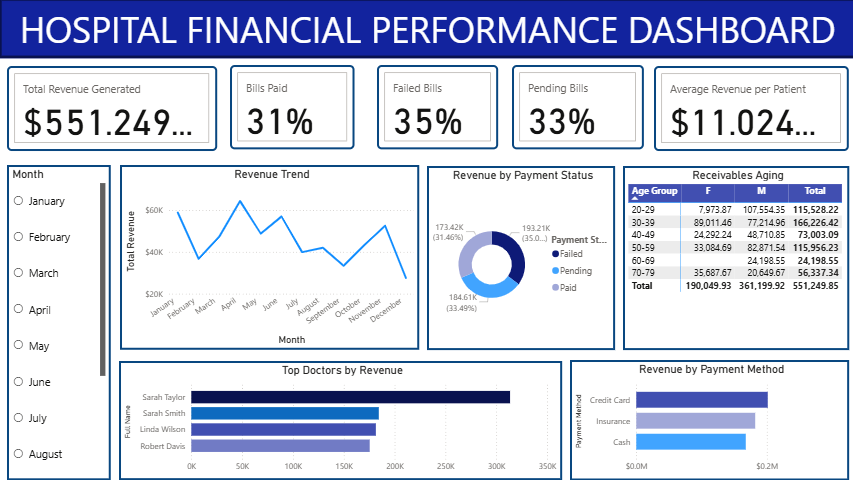 HOSPITAL FINANCIAL PERFORMANCE DASHBOARD
Total Revenue Generated
$551.249...
Bills Paid
31%
Failed Bills
35%
Pending Bills
33%
Average Revenue per Patient
$11.024...
Month
January
February
March
April
May
June
July
August
Revenue Trend
Total Revenue
$60K
$40K
$20K
January
February
March
April
May
June
July
August
September
October
November
December
Month
Revenue by Payment Status
173.42K
(31.46%)
193.21K
(35.0...)
184.61K
(33.49%)
Payment St...
Failed
Pending
Paid
Receivables Aging
Age Group F M Total
20-29 7,973.87 107,554.35 115,528.22
30-39 89,011.46 77,214.96 166,226.42
40-49 24,292.24 48,710.85 73,003.09
50-59 33,084.69 82,871.54 115,956.23
60-69 24,198.55 24,198.55
70-79 35,687.67 20,649.67 56,337.34
Total 190,049.93 361,199.92 551,249.85
Top Doctors by Revenue
Full Name
Sarah Taylor
Sarah Smith
Linda Wilson
Robert Davis
0K 50K 100K 150K 200K 250K 300K 350K
Revenue by Payment Method
Payment Method
Credit Card
Insurance
Cash
$0.0M $0.2M